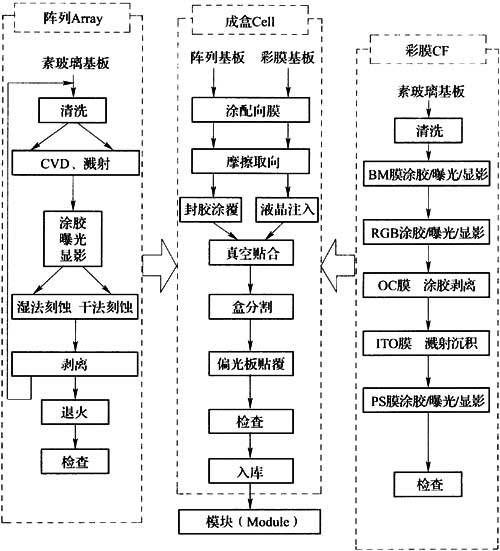 阵列Array
素玻璃基板
清洗
CVD、溅射
涂胶
曝光
显影
湿法刻蚀 干法刻蚀
剥离
退火
检查
成盒Cell
阵列基板 彩膜基板
涂配向膜
摩擦取向
封胶涂覆 液晶注入
真空贴合
盒分割
偏光板贴覆
检查
入库
模块（Module）
彩膜CF
素玻璃基板
清洗
BM膜涂胶/曝光/显影
RGB涂胶/曝光/显影
OC膜 涂胶剥离
ITO膜 溅射沉积
PS膜涂胶/曝光/显影
检查